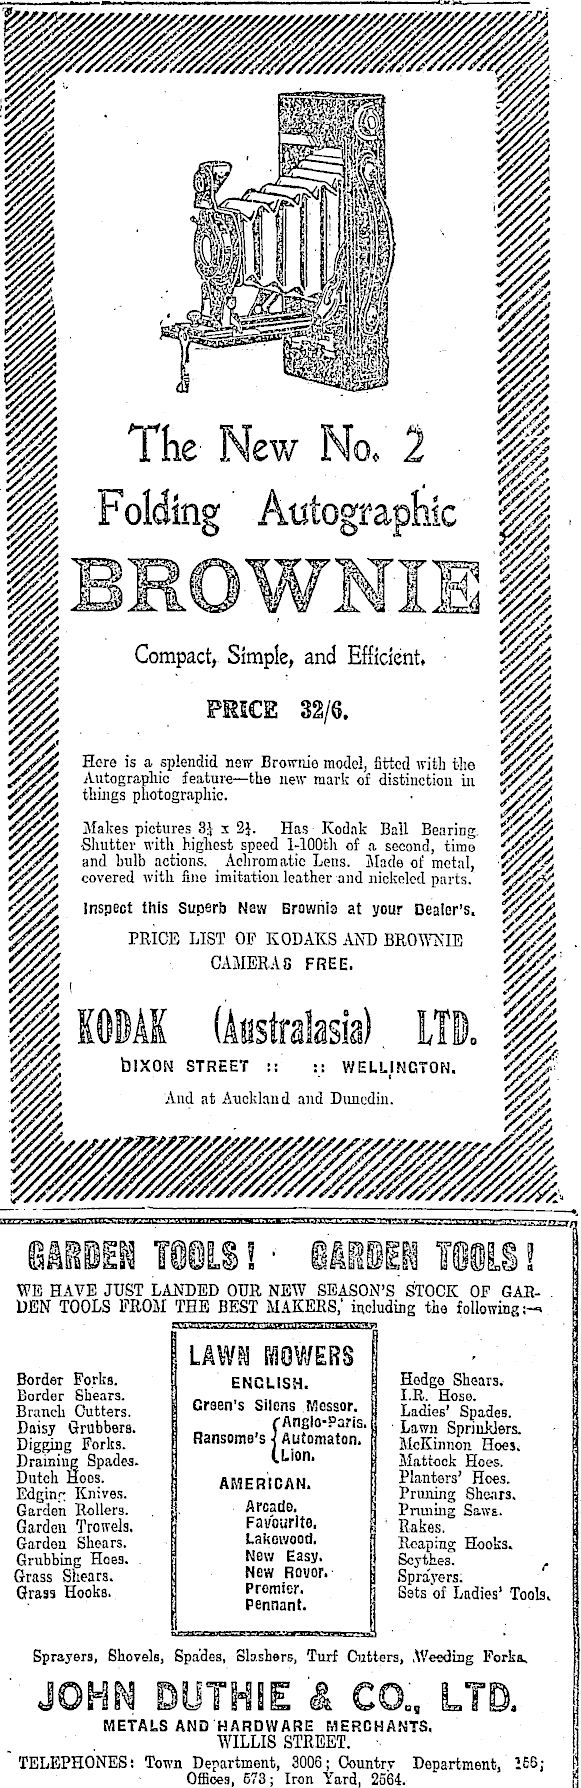 The New No. 2
Folding Autographic
BROWNIE
Compact, Simple, and Efficient.
PRICE 32/6.
Here is a splendid new Brownie model, fitted with the
Autographic feature—the new mark of distinction in
things photographic.
Makes pictures 3¼ x 2¼. Has Kodak Ball Bearing
Shutter with highest speed 1-100th of a second, time
and bulb actions. Achromatic Lens. Made of metal,
covered with fine imitation leather and nickeled parts.
Inspect this Superb New Brownie at your Dealer's.
PRICE LIST OF KODAKS AND BROWNIE
CAMERAS FREE.
KODAK (Australasia) LTD.
DIXON STREET :: :: WELLINGTON.
And at Auckland and Dunedin.
GARDEN TOOLS! GARDEN TOOLS!
WE HAVE JUST LANDED OUR NEW SEASON'S STOCK OF GAR-
DEN TOOLS FROM THE BEST MAKERS, including the following:—
Border Forks.
Border Shears.
Branch Cutters.
Daisy Grubbers.
Digging Forks.
Draining Spades.
Dutch Hoes.
Edging Knives.
Garden Rollers.
Garden Trowels.
Garden Shears.
Grubbing Hoes.
Grass Shears.
Grass Hooks.
LAWN MOWERS
ENGLISH.
Green's Silens Messor.
Ransome's { Anglo-Paris.
Automaton.
Lion.
AMERICAN.
Arcade.
Favourite.
Lakewood.
New Easy.
New Rover.
Premier.
Pennant.
Hedge Shears.
I.R. Hose.
Ladies' Spades.
Lawn Sprinklers.
McKinnon Hoes.
Mattock Hoes.
Planters' Hoes.
Pruning Shears.
Pruning Saws.
Rakes.
Reaping Hooks.
Scythes.
Sprayers.
Sets of Ladies' Tools.
Sprayers, Shovels, Spades, Slashers, Turf Cutters, Weeding Forks.
JOHN DUTHIE & CO., LTD.
METALS AND HARDWARE MERCHANTS.
WILLIS STREET.
TELEPHONES: Town Department, 3006; Country Department, 156;
Offices, 573; Iron Yard, 2564.